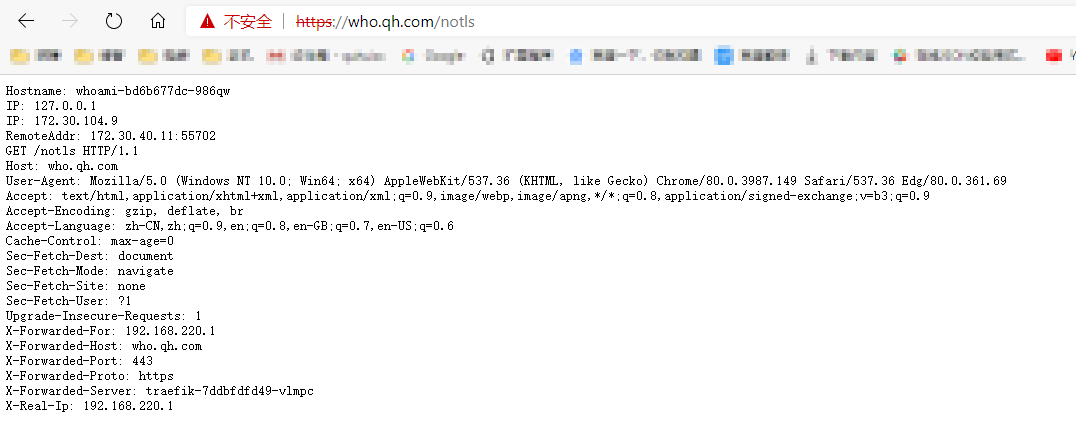 不安全 https://who.qh.com/notls
Google
Hostname: whoami-bd6b677dc-986qw
IP: 127.0.0.1
IP: 172.30.104.9
RemoteAddr: 172.30.40.11:55702
GET /notls HTTP/1.1
Host: who.qh.com
User-Agent: Mozilla/5.0 (Windows NT 10.0; Win64; x64) AppleWebKit/537.36 (KHTML, like Gecko) Chrome/80.0.3987.149 Safari/537.36 Edg/80.0.361.69
Accept: text/html,application/xhtml+xml,application/xml;q=0.9,image/webp,image/apng,*/*;q=0.8,application/signed-exchange;v=b3;q=0.9
Accept-Encoding: gzip, deflate, br
Accept-Language: zh-CN,zh;q=0.9,en;q=0.8,en-GB;q=0.7,en-US;q=0.6
Cache-Control: max-age=0
Sec-Fetch-Dest: document
Sec-Fetch-Mode: navigate
Sec-Fetch-Site: none
Sec-Fetch-User: ?1
Upgrade-Insecure-Requests: 1
X-Forwarded-For: 192.168.220.1
X-Forwarded-Host: who.qh.com
X-Forwarded-Port: 443
X-Forwarded-Proto: https
X-Forwarded-Server: traefik-7ddbfdfd49-vlmpc
X-Real-Ip: 192.168.220.1